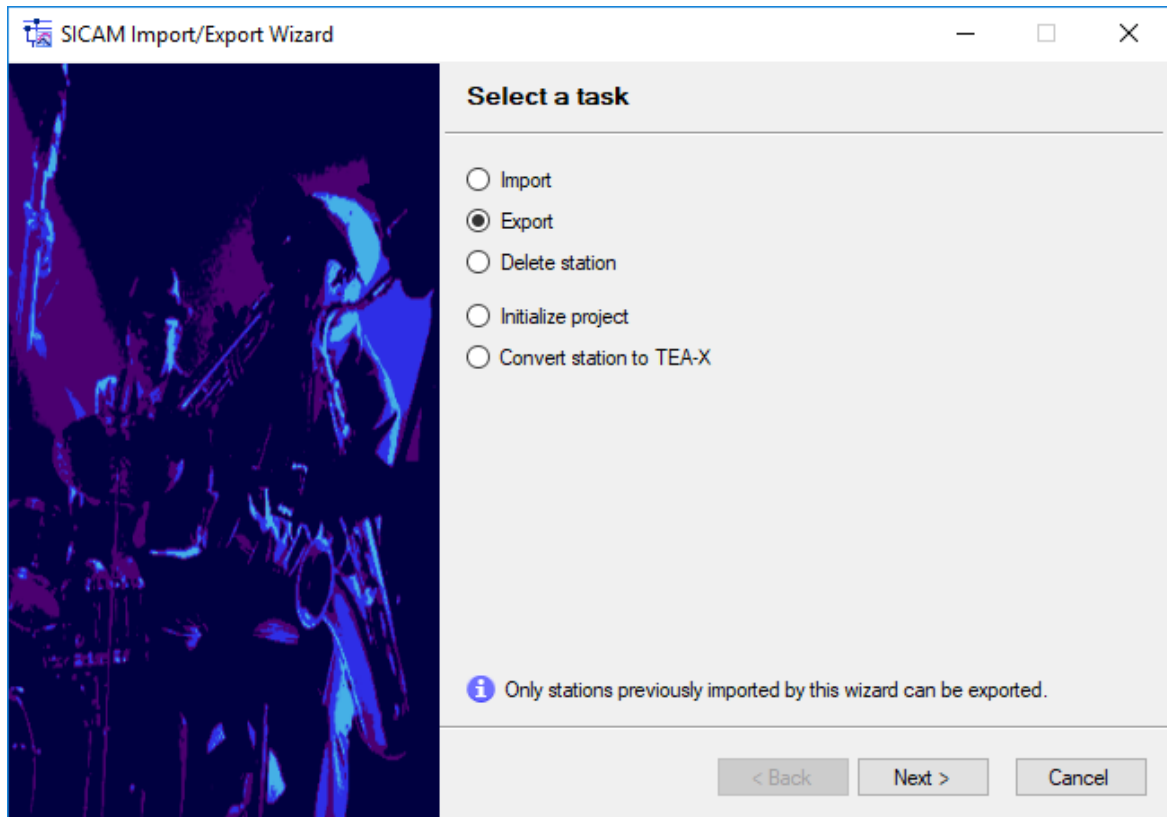 SICAM Import/Export Wizard
Select a task
Import
Export
Delete station
Initialize project
Convert station to TEA-X
Only stations previously imported by this wizard can be exported.
< Back
Next >
Cancel